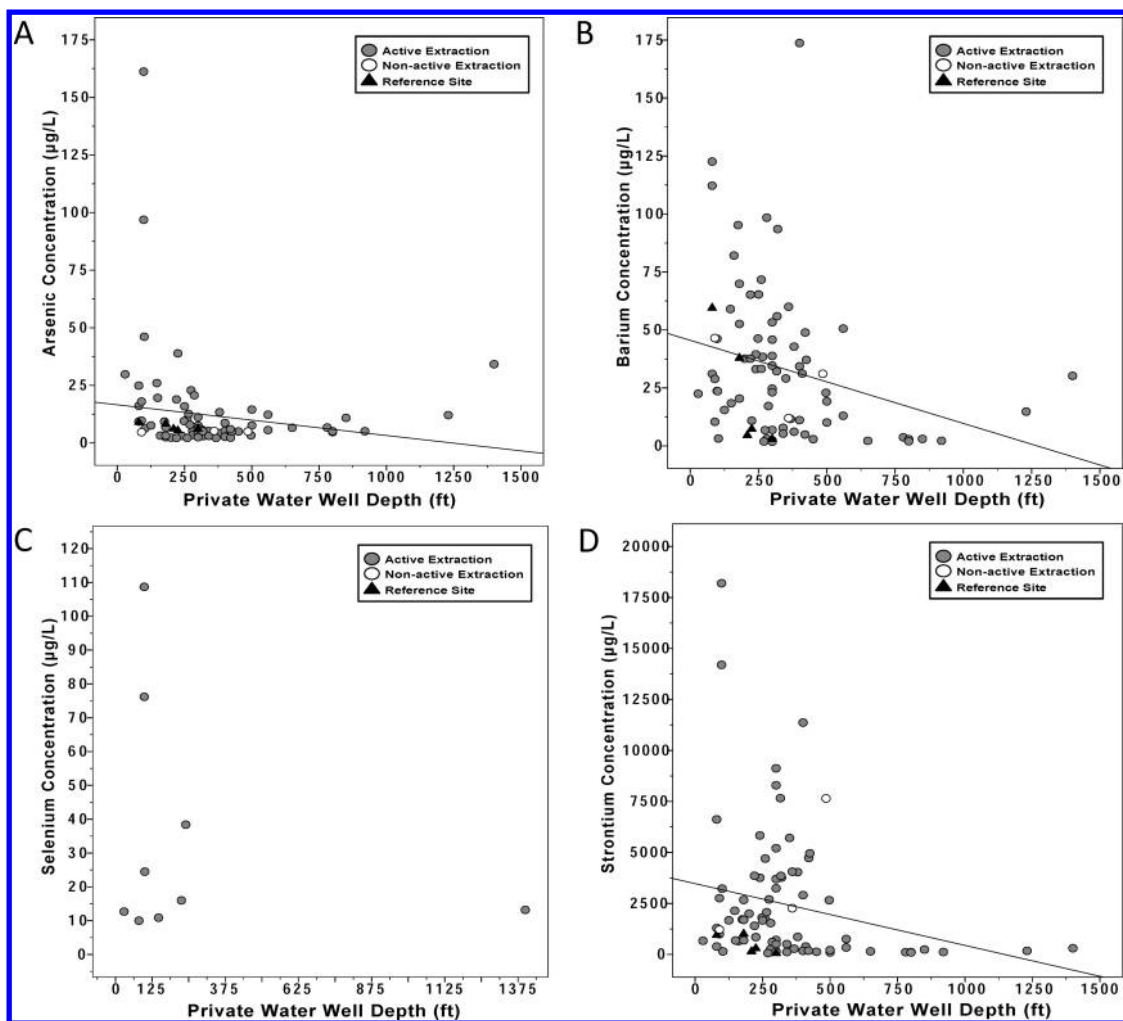 A
Active Extraction
Non-active Extraction
Reference Site
Arsenic Concentration (µg/L)
175
150
125
100
75
50
25
0
0 250 500 750 1000 1250 1500
Private Water Well Depth (ft)
B
Active Extraction
Non-active Extraction
Reference Site
Barium Concentration (µg/L)
175
150
125
100
75
50
25
0
0 250 500 750 1000 1250 1500
Private Water Well Depth (ft)
C
Active Extraction
Non-active Extraction
Reference Site
Selenium Concentration (µg/L)
120
110
100
90
80
70
60
50
40
30
20
10
0
0 125 375 625 875 1125 1375
Private Water Well Depth (ft)
D
Active Extraction
Non-active Extraction
Reference Site
Strontium Concentration (µg/L)
20000
17500
15000
12500
10000
7500
5000
2500
0
0 250 500 750 1000 1250 1500
Private Water Well Depth (ft)